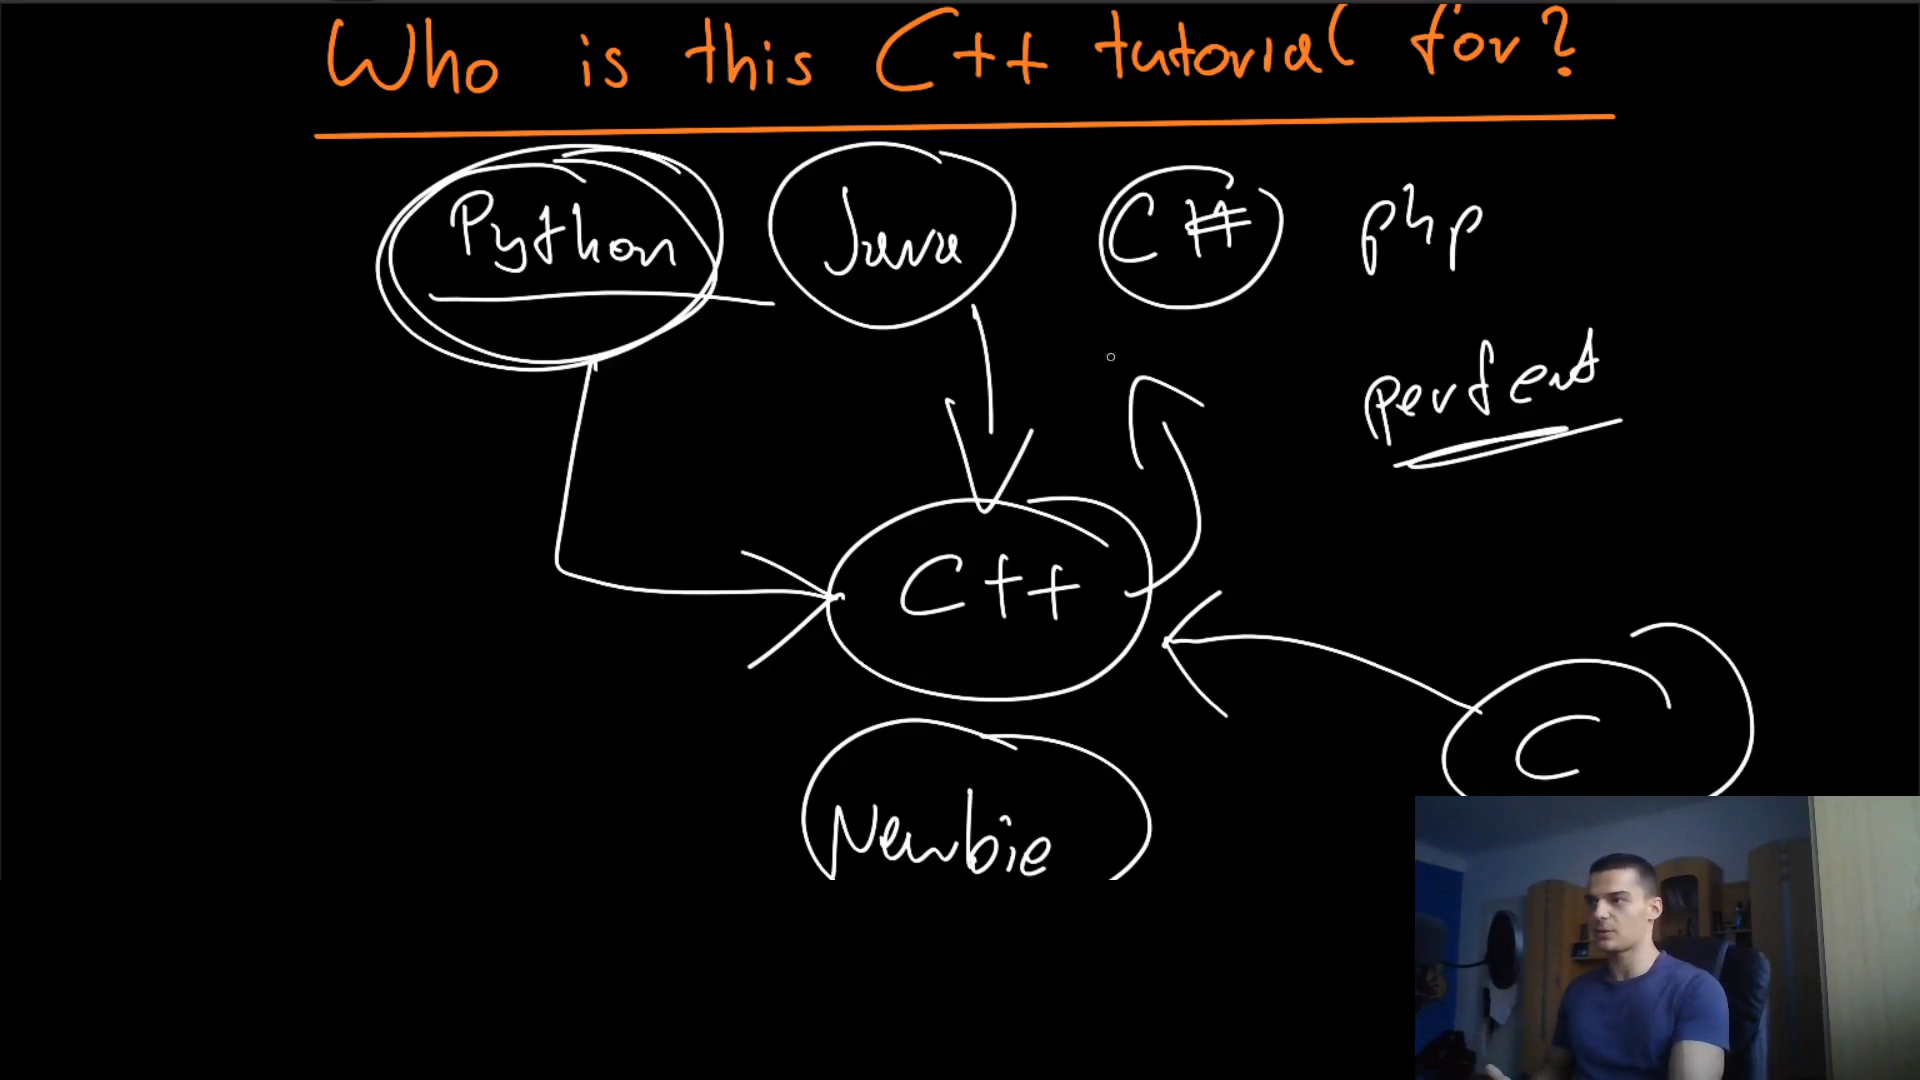 Who is this C++ tutorial for?
Python Java C# php
perfect
C++
C
Newbie